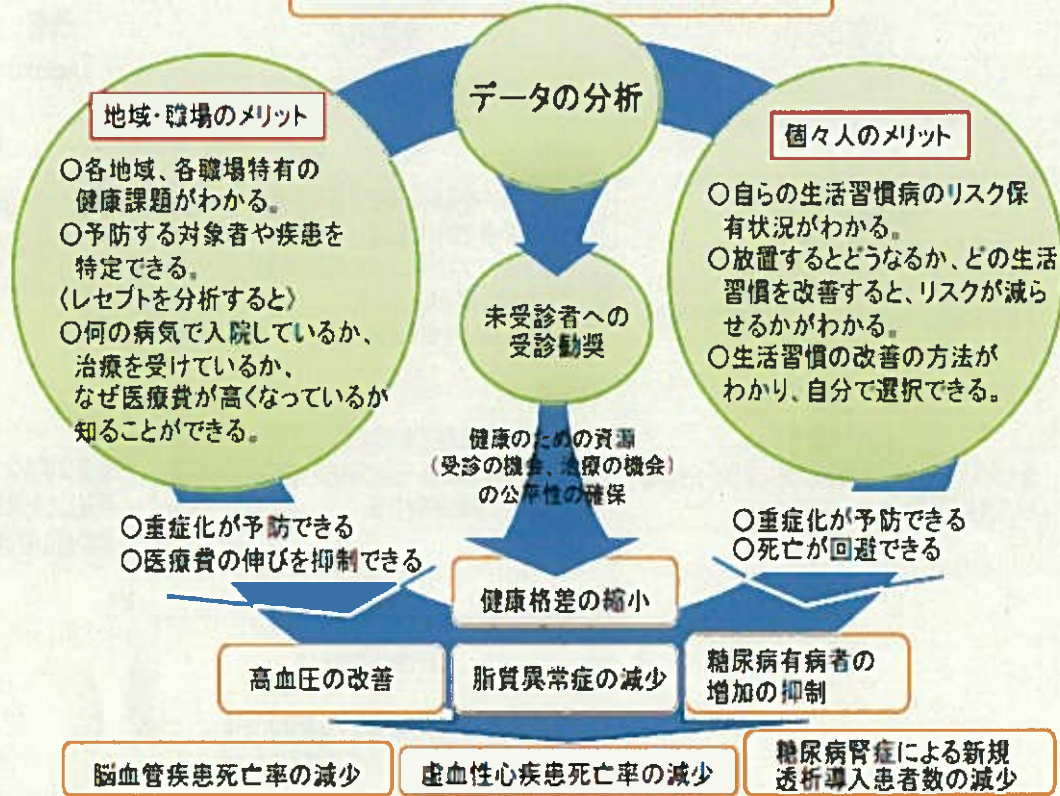 データの分析
地域・職場のメリット
○各地域、各職場特有の
健康課題がわかる。
○予防する対象者や疾患を
特定できる。
〈レセプトを分析すると〉
○何の病気で入院しているか、
治療を受けているか、
なぜ医療費が高くなっているか
知ることができる。
個々人のメリット
○自らの生活習慣病のリスク保
有状況がわかる。
○放置するとどうなるか、どの生活
習慣を改善すると、リスクが減ら
せるかがわかる。
○生活習慣の改善の方法が
わかり、自分で選択できる。
未受診者への
受診勧奨
健康のための資源
(受診の機会、治療の機会)
の公平性の確保
○重症化が予防できる
○医療費の伸びを抑制できる
○重症化が予防できる
○死亡が回避できる
健康格差の縮小
高血圧の改善
脂質異常症の減少
糖尿病有病者の
増加の抑制
脳血管疾患死亡率の減少
虚血性心疾患死亡率の減少
糖尿病腎症による新規
透析導入患者数の減少